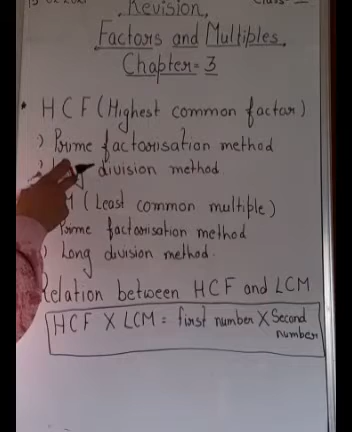 Revision
Factors and Multiples
Chapter- 3
HCF (Highest common factor)
) Prime factorisation method
division method
(Least common multiple)
Prime factorisation method
) Long division method.
Relation between HCF and LCM
HCF X LCM = first number X Second
number